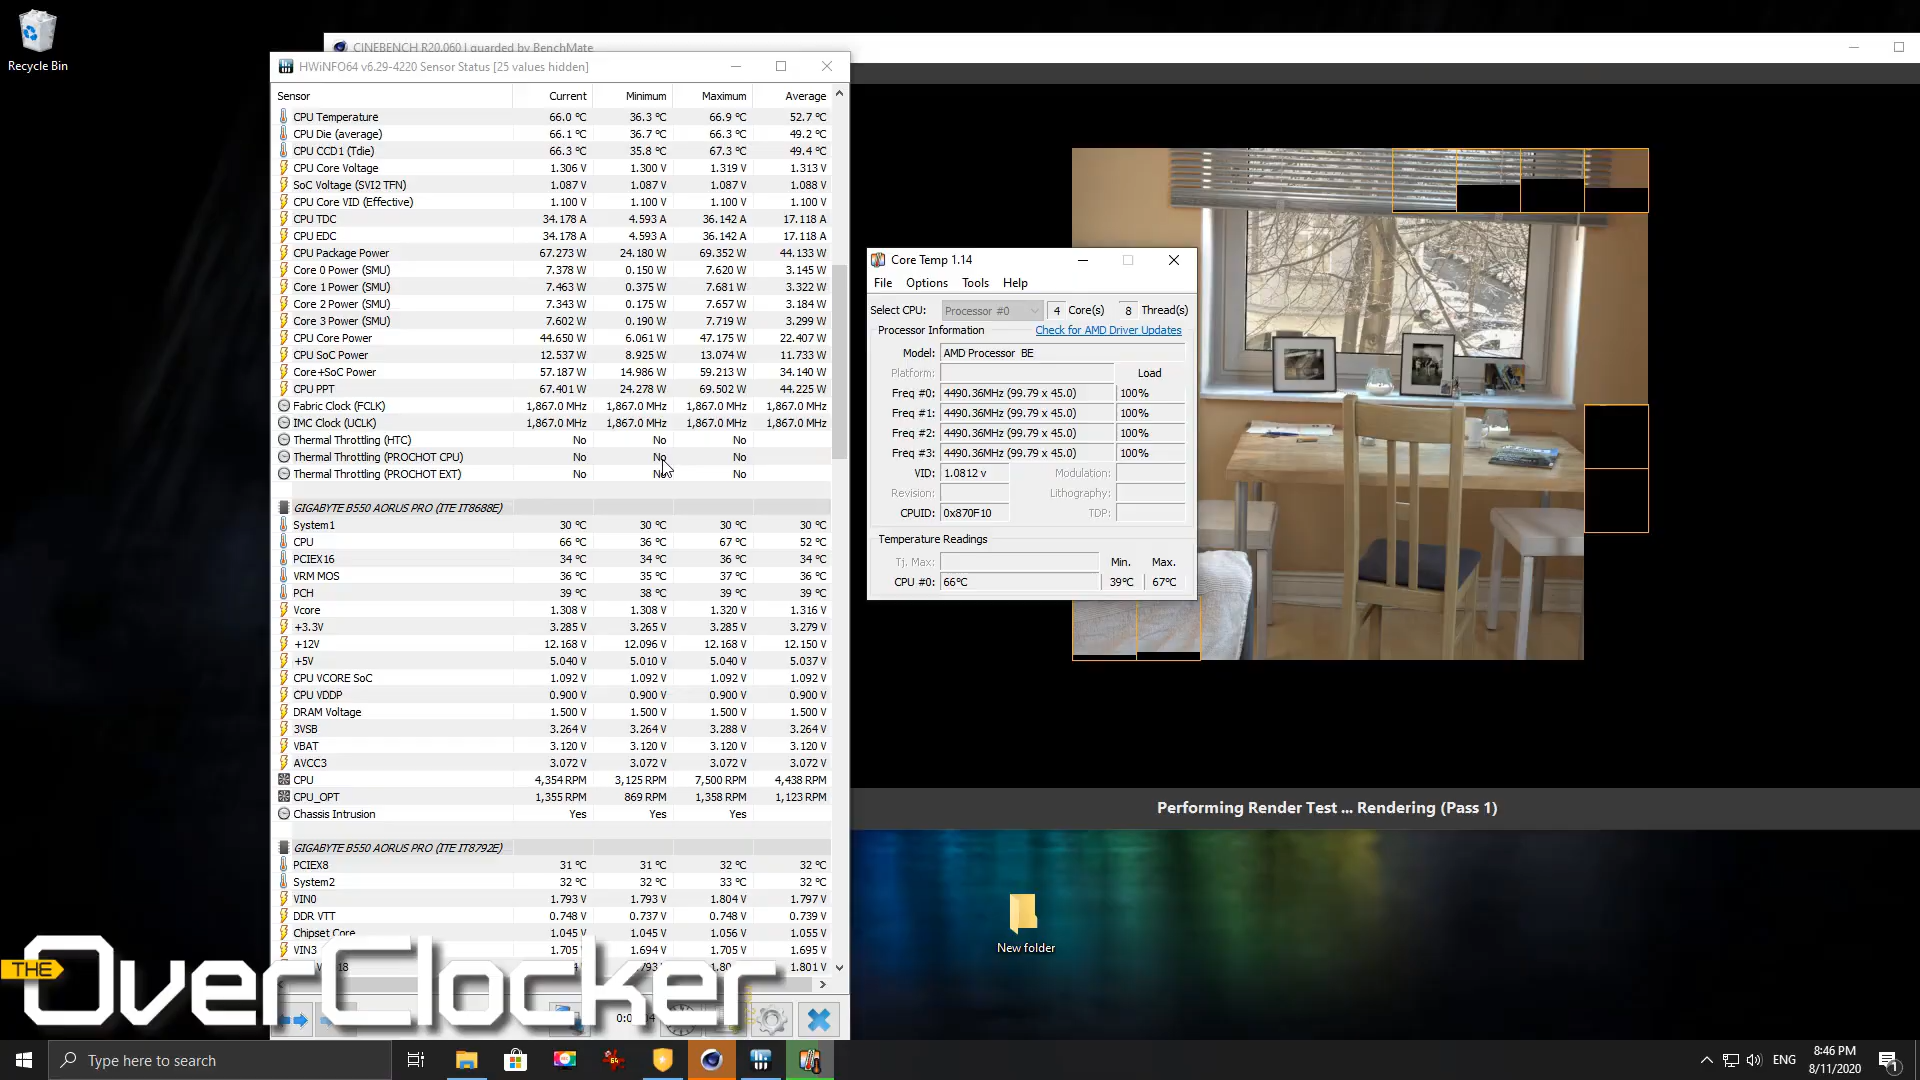 Recycle Bin
CINEBENCH R20.060 | guarded by BenchMate
HWiNFO64 v6.29-4220 Sensor Status [25 values hidden]
Sensor Current Minimum Maximum Average
CPU Temperature 66.0 °C 36.3 °C 66.9 °C 52.7 °C
CPU Die (average) 66.1 °C 36.7 °C 66.3 °C 49.2 °C
CPU CCD1 (Tdie) 66.3 °C 35.8 °C 67.3 °C 49.4 °C
CPU Core Voltage 1.306 V 1.300 V 1.319 V 1.313 V
SoC Voltage (SVI2 TFN) 1.087 V 1.087 V 1.087 V 1.088 V
CPU Core VID (Effective) 1.100 V 1.100 V 1.100 V 1.100 V
CPU TDC 34.178 A 4.593 A 36.142 A 17.118 A
CPU EDC 34.178 A 4.593 A 36.142 A 17.118 A
CPU Package Power 67.273 W 24.180 W 69.352 W 44.133 W
Core 0 Power (SMU) 7.378 W 0.150 W 7.620 W 3.145 W
Core 1 Power (SMU) 7.463 W 0.375 W 7.681 W 3.322 W
Core 2 Power (SMU) 7.343 W 0.175 W 7.657 W 3.184 W
Core 3 Power (SMU) 7.602 W 0.190 W 7.719 W 3.299 W
CPU Core Power 44.650 W 6.061 W 47.175 W 22.407 W
CPU SoC Power 12.537 W 8.925 W 13.074 W 11.733 W
Core+SoC Power 57.187 W 14.986 W 59.213 W 34.140 W
CPU PPT 67.401 W 24.278 W 69.502 W 44.225 W
Fabric Clock (FCLK) 1,867.0 MHz 1,867.0 MHz 1,867.0 MHz 1,867.0 MHz
IMC Clock (UCLK) 1,867.0 MHz 1,867.0 MHz 1,867.0 MHz 1,867.0 MHz
Thermal Throttling (HTC) No No No
Thermal Throttling (PROCHOT CPU) No No No
Thermal Throttling (PROCHOT EXT) No No No
GIGABYTE B550 AORUS PRO (ITE IT8688E)
System1 30 °C 30 °C 30 °C 30 °C
CPU 66 °C 36 °C 67 °C 52 °C
PCIEX16 34 °C 34 °C 36 °C 34 °C
VRM MOS 36 °C 35 °C 37 °C 36 °C
PCH 39 °C 38 °C 39 °C 39 °C
Vcore 1.308 V 1.308 V 1.320 V 1.316 V
+3.3V 3.285 V 3.265 V 3.285 V 3.279 V
+12V 12.168 V 12.096 V 12.168 V 12.150 V
+5V 5.040 V 5.010 V 5.040 V 5.037 V
CPU VCORE SoC 1.092 V 1.092 V 1.092 V 1.092 V
CPU VDDP 0.900 V 0.900 V 0.900 V 0.900 V
DRAM Voltage 1.500 V 1.500 V 1.500 V 1.500 V
3VSB 3.264 V 3.264 V 3.288 V 3.264 V
VBAT 3.120 V 3.120 V 3.120 V 3.120 V
AVCC3 3.072 V 3.072 V 3.072 V 3.072 V
CPU 4,354 RPM 3,125 RPM 7,500 RPM 4,438 RPM
CPU_OPT 1,355 RPM 869 RPM 1,358 RPM 1,123 RPM
Chassis Intrusion Yes Yes Yes
GIGABYTE B550 AORUS PRO (ITE IT8792E)
PCIEX8 31 °C 31 °C 32 °C 32 °C
System2 32 °C 32 °C 33 °C 32 °C
VIN0 1.793 V 1.793 V 1.804 V 1.797 V
DDR VTT 0.748 V 0.737 V 0.748 V 0.739 V
Chipset Core 1.045 V 1.045 V 1.056 V 1.055 V
VIN3 1.705 V 1.694 V 1.705 V 1.695 V
1.801 V
Core Temp 1.14
File Options Tools Help
Select CPU: Processor #0 4 Core(s) 8 Thread(s)
Processor Information Check for AMD Driver Updates
Model: AMD Processor BE
Platform: Load
Freq #0: 4490.36MHz (99.79 x 45.0) 100%
Freq #1: 4490.36MHz (99.79 x 45.0) 100%
Freq #2: 4490.36MHz (99.79 x 45.0) 100%
Freq #3: 4490.36MHz (99.79 x 45.0) 100%
VID: 1.0812 v Modulation:
Revision: Lithography:
CPUID: 0x870F10 TDP:
Temperature Readings
Tj. Max: Min. Max.
CPU #0: 66°C 39°C 67°C
Performing Render Test ... Rendering (Pass 1)
New folder
THE OverClocker
Type here to search
64
ENG
8:46 PM
8/11/2020
1